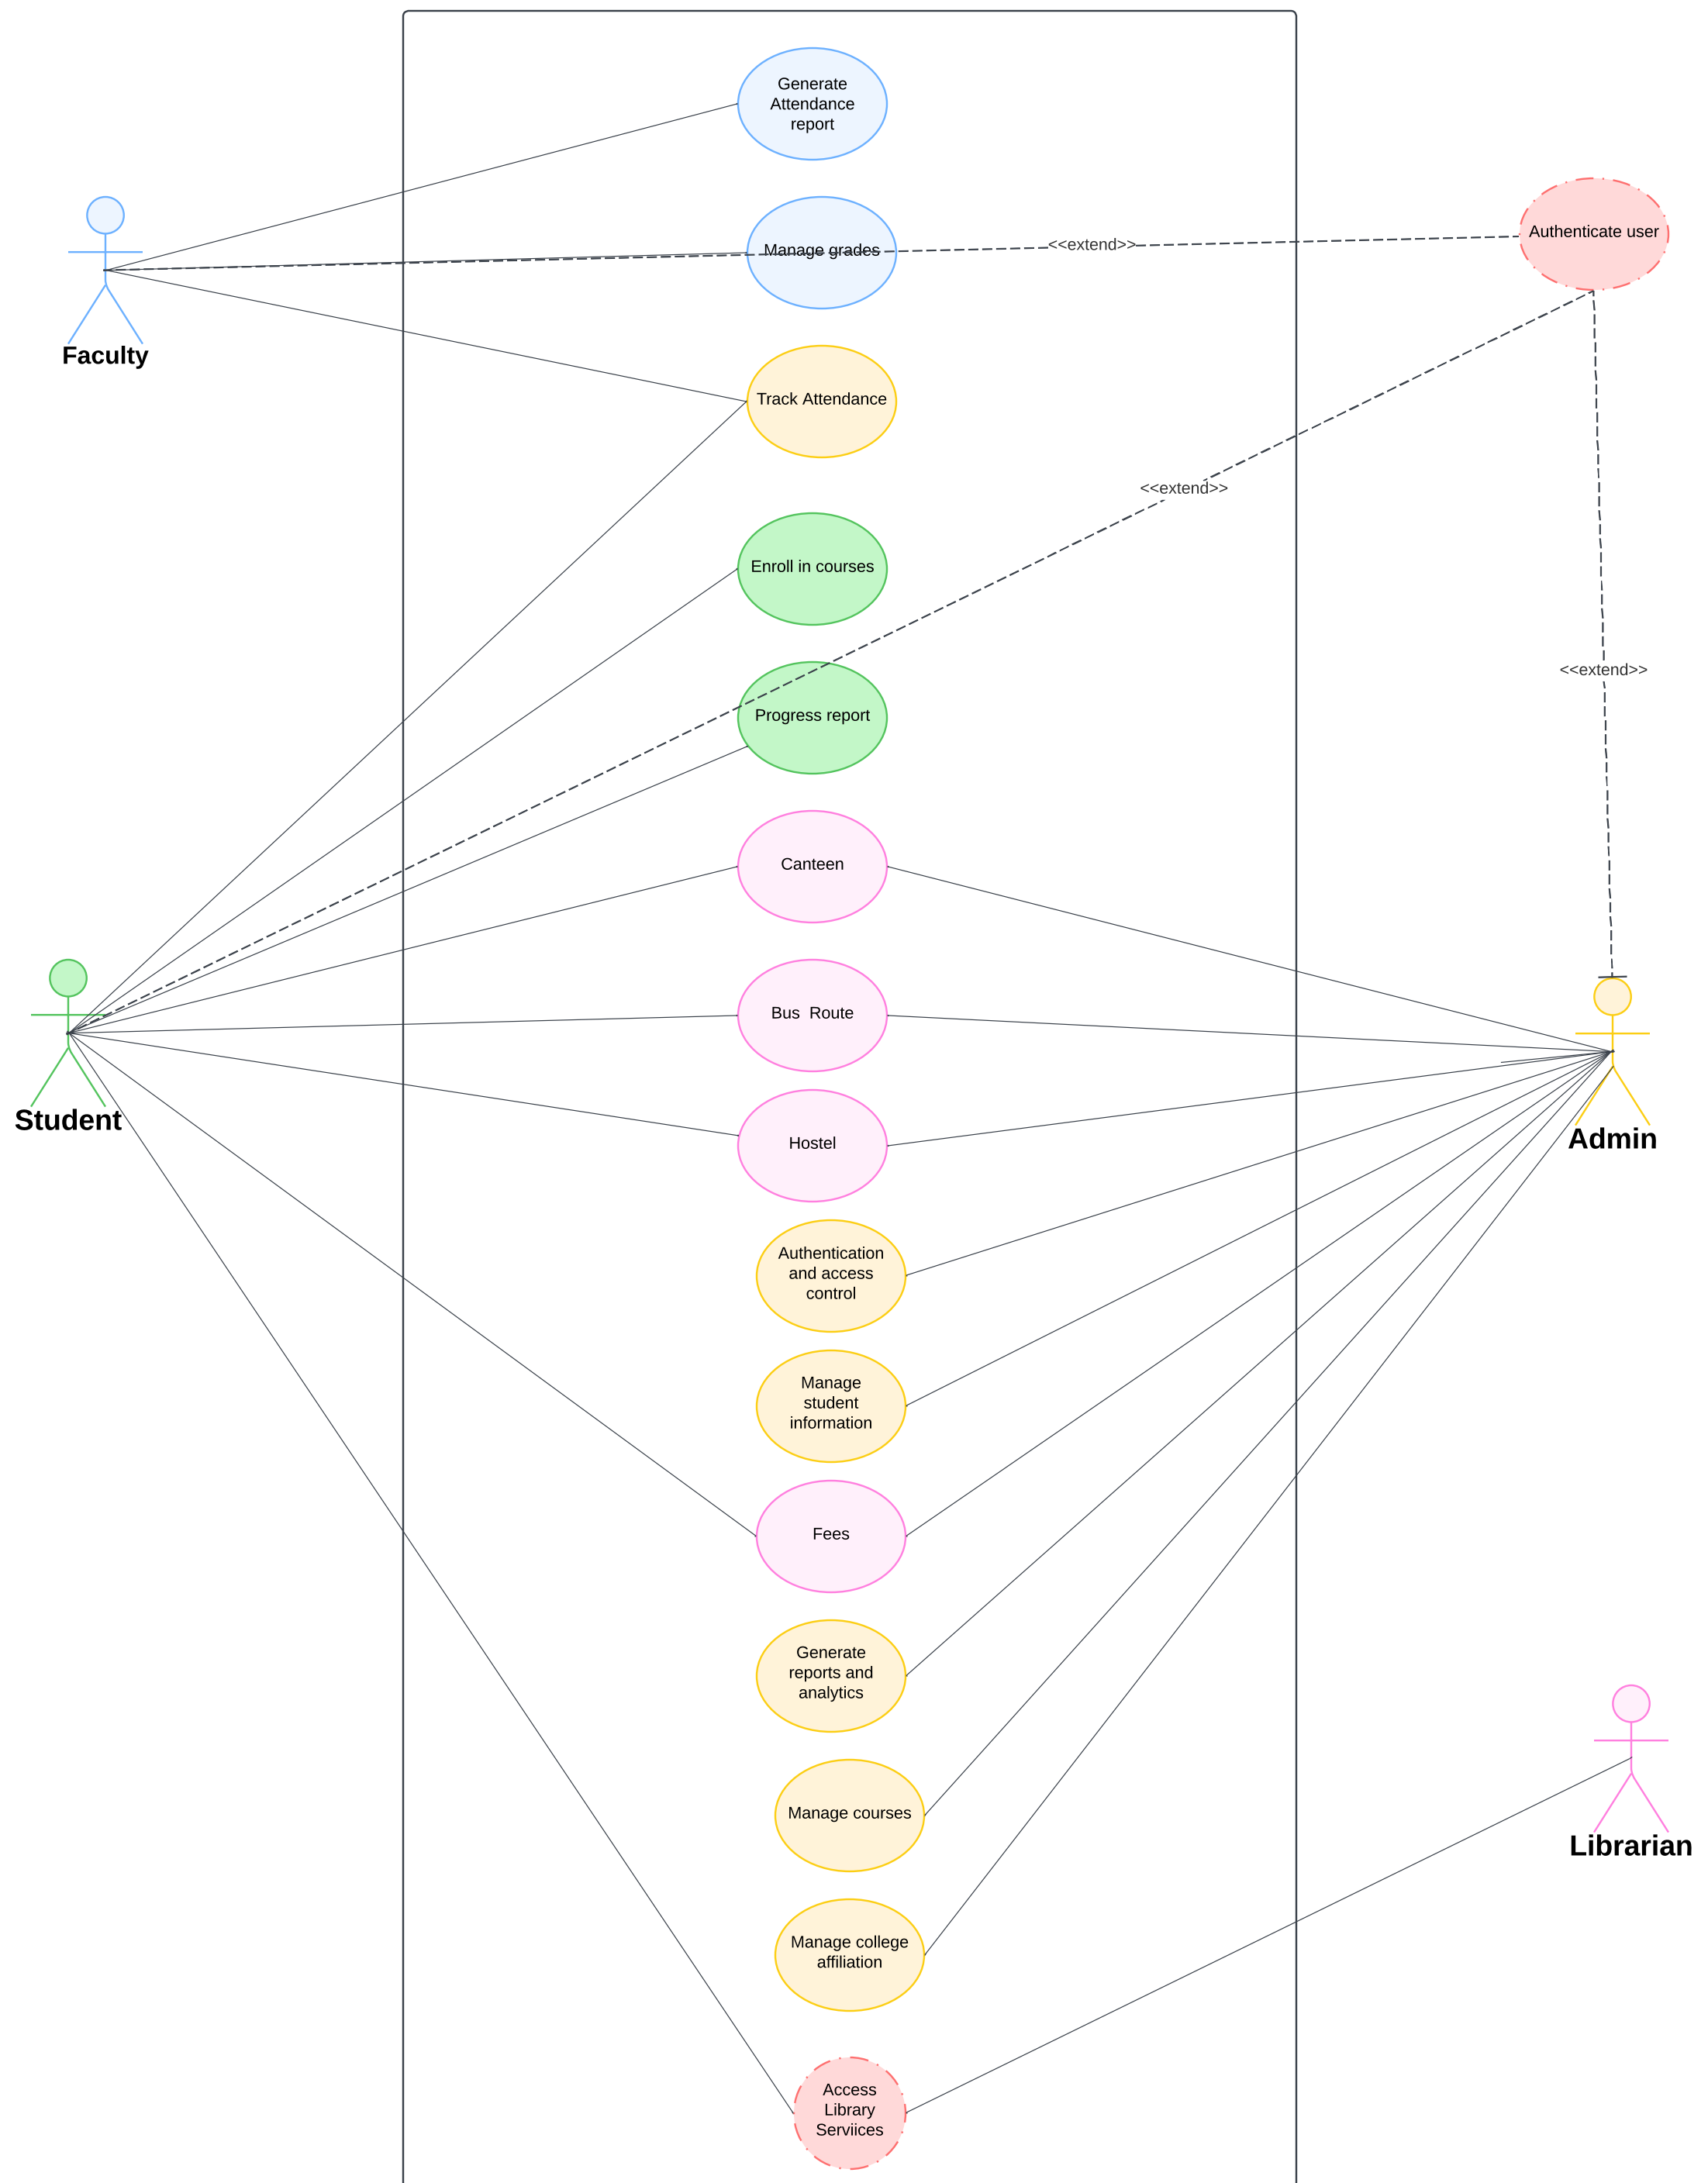 Generate
Attendance
report
Manage grades
<<extend>>
Authenticate user
Faculty
Track Attendance
<<extend>>
Enroll in courses
<<extend>>
Progress report
Canteen
Bus  Route
Student
Hostel
Admin
Authentication
and access
control
Manage
student
information
Fees
Generate
reports and
analytics
Manage courses
Librarian
Manage college
affiliation
Access
Library
Serviices